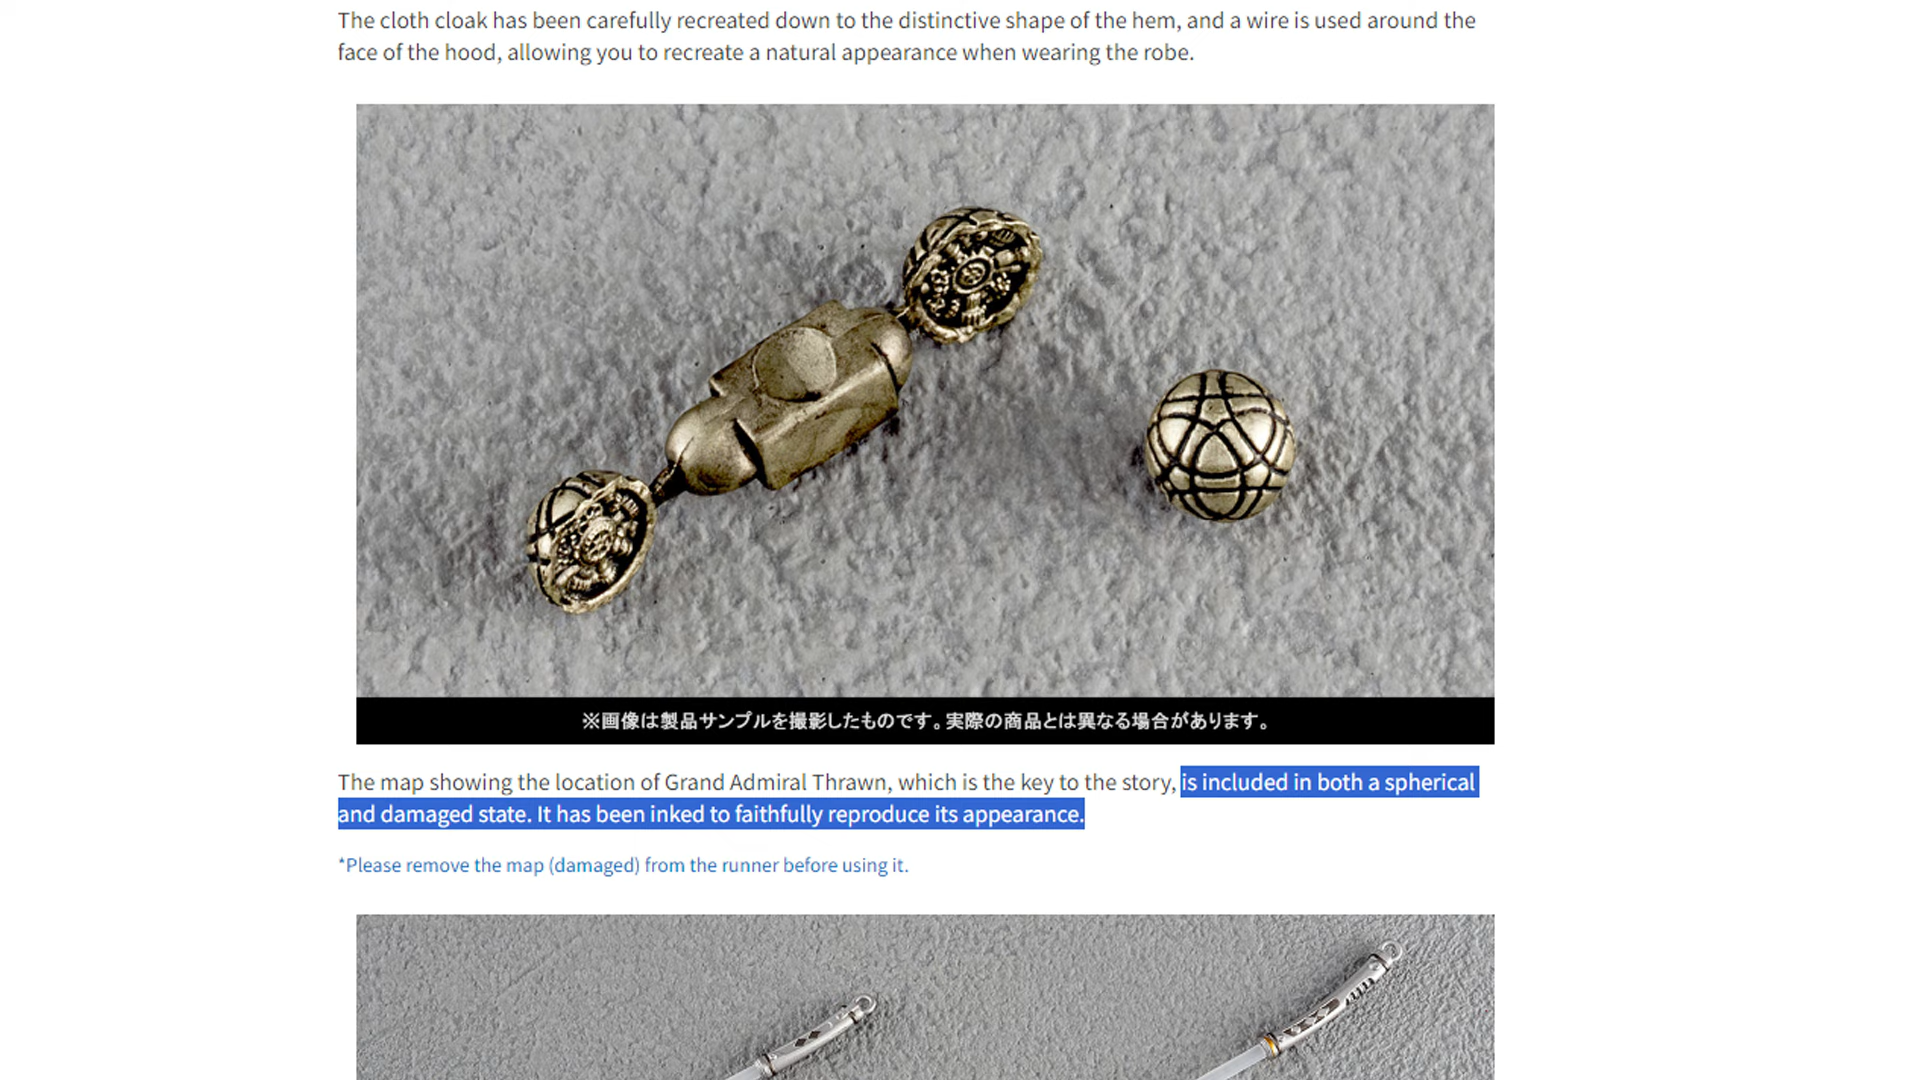 The cloth cloak has been carefully recreated down to the distinctive shape of the hem, and a wire is used around the
face of the hood, allowing you to recreate a natural appearance when wearing the robe.
※画像は製品サンプルを撮影したものです。実際の商品とは異なる場合があります。
The map showing the location of Grand Admiral Thrawn, which is the key to the story, is included in both a spherical
and damaged state. It has been inked to faithfully reproduce its appearance.
*Please remove the map (damaged) from the runner before using it.